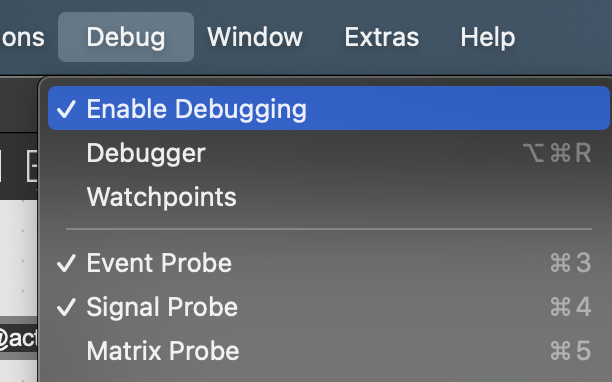 ons Debug Window Extras Help
✓ Enable Debugging
Debugger ⌥⌘R
Watchpoints
✓ Event Probe ⌘3
✓ Signal Probe ⌘4
@act
Matrix Probe ⌘5